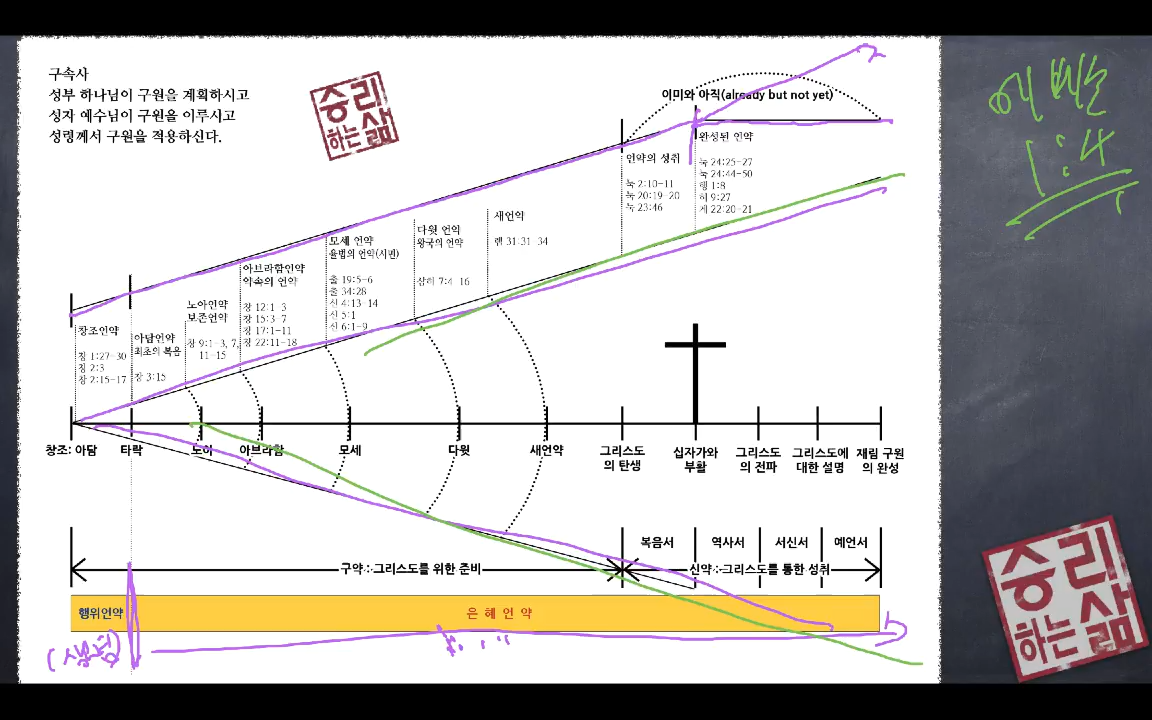 구속사
성부 하나님이 구원을 계획하시고
성자 예수님이 구원을 이루시고
성령께서 구원을 적용하신다.
승리
하는
삶
이미와 아직(already but not yet)
에베소
1:4
창조언약
창 1:27-30
창 2:3
창 2:15-17
아담언약
최초의 복음
창 3:15
노아언약
보존언약
창 9:1-3, 7,
11-15
아브라함언약
약속의 언약
창 12:1-3
창 15:3-7
창 17:1-11
창 22:11-18
모세 언약
율법의 언약(시내)
출 19:5-6
출 34:28
신 4:13-14
신 5:1
신 6:1-9
다윗 언약
왕국의 언약
삼하 7:4-16
새언약
렘 31:31-34
언약의 성취
눅 2:10-11
눅 20:19-20
눅 23:46
완성된 언약
눅 24:25-27
눅 24:44-50
행 1:8
히 9:27
계 22:20-21
창조: 아담
타락
노아
아브라함
모세
다윗
새언약
그리스도
의 탄생
십자가와
부활
그리스도
의 전파
그리스도에
대한 설명
재림 구원
의 완성
복음서
역사서
서신서
예언서
구약 : 그리스도를 위한 준비
신약 : 그리스도를 통한 성취
행위언약
은 혜 언 약
승리
하는
삶